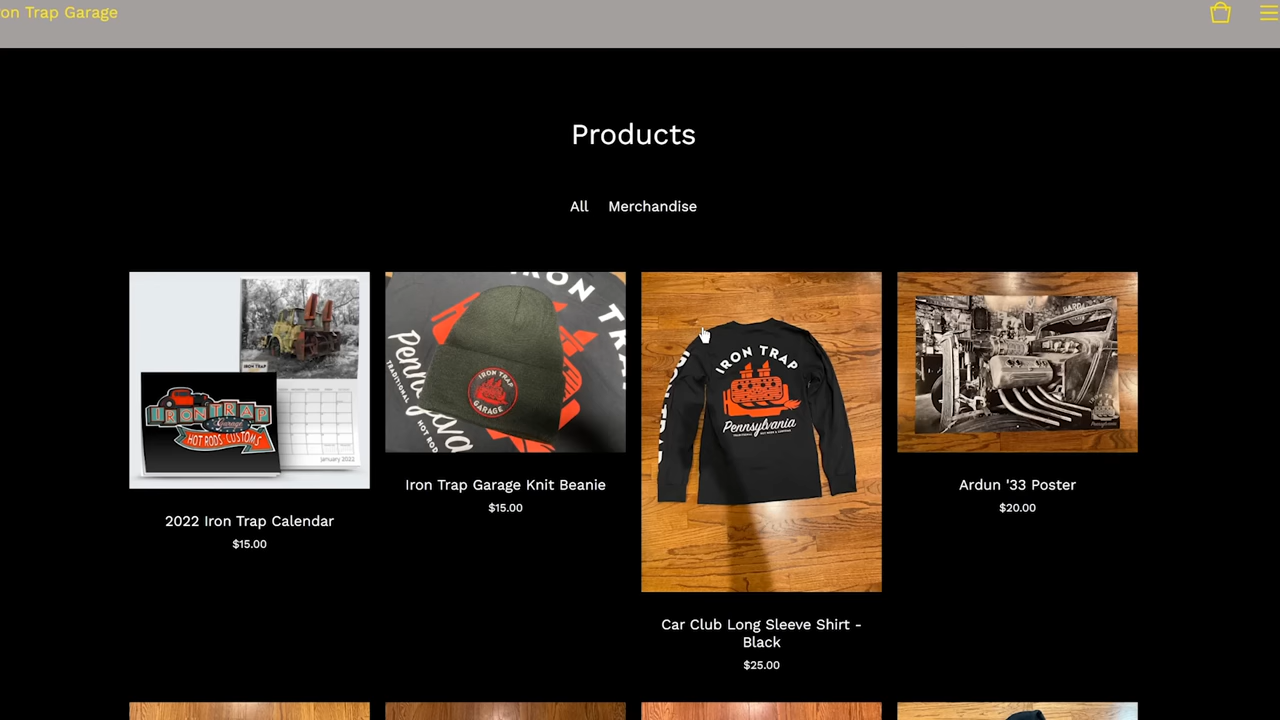 on Trap Garage
Products
All Merchandise
IRON TRAP
Garage
HOT RODS CUSTOMS
january 2022
2022 Iron Trap Calendar
$15.00
IRON TRAP
GARAGE
Iron Trap Garage Knit Beanie
$15.00
IRON TRAP
Pennsylvania
Car Club Long Sleeve Shirt -
Black
$25.00
Ardun '33 Poster
$20.00